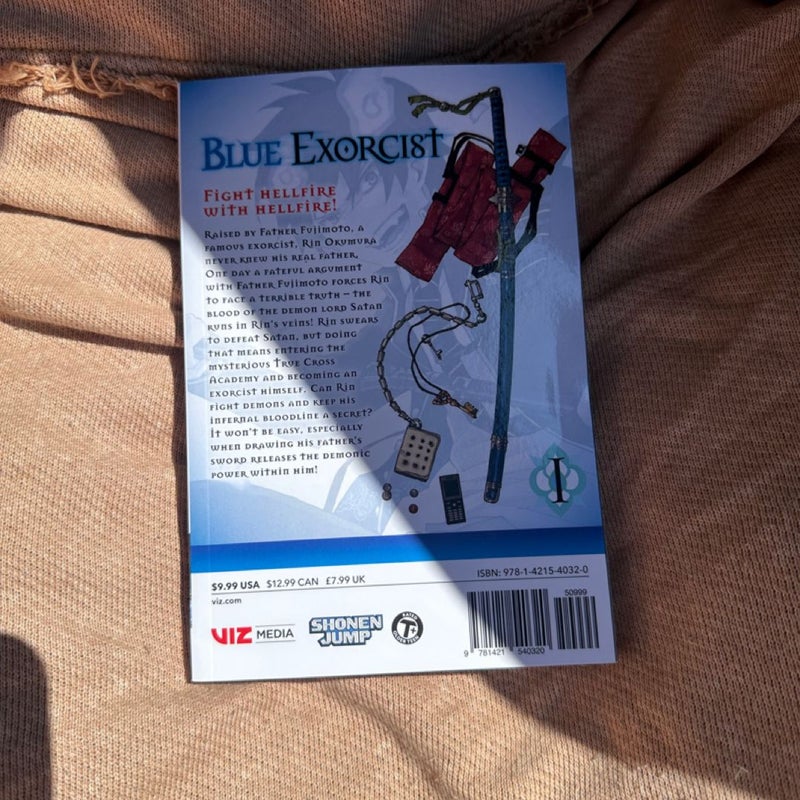 BLUE EXORCIST
FIGHT HELLFIRE
WITH HELLFIRE!
RAISED BY FATHER FUJIMOTO, A
FAMOUS EXORCIST, RIN OKUMURA
NEVER KNEW HIS REAL FATHER.
ONE DAY A FATEFUL ARGUMENT
WITH FATHER FUJIMOTO FORCES RIN
TO FACE A TERRIBLE TRUTH – THE
BLOOD OF THE DEMON LORD SATAN
RUNS IN RIN'S VEINS! RIN SWEARS
TO DEFEAT SATAN, BUT DOING
THAT MEANS ENTERING THE
MYSTERIOUS TRUE CROSS
ACADEMY AND BECOMING AN
EXORCIST HIMSELF. CAN RIN
FIGHT DEMONS AND KEEP HIS
INFERNAL BLOODLINE A SECRET?
IT WON'T BE EASY, ESPECIALLY
WHEN DRAWING HIS FATHER'S
SWORD RELEASES THE DEMONIC
POWER WITHIN HIM!
I
$9.99 USA $12.99 CAN £7.99 UK
ISBN: 978-1-4215-4032-0
viz.com
50999
VIZ MEDIA
SHONEN
JUMP
RATED
T+
OLDER TEEN
9 781421 540320